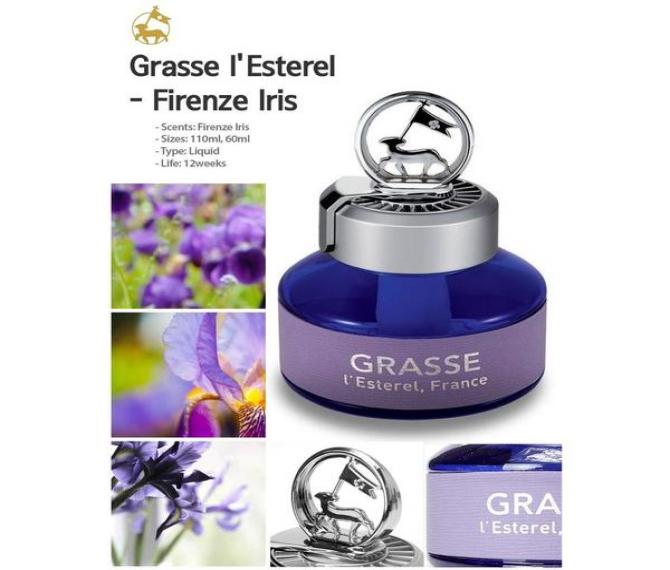 Grasse l'Esterel
- Firenze Iris
- Scents: Firenze Iris
- Sizes: 110ml, 60ml
- Type: Liquid
- Life: 12weeks
GRASSE
l'Esterel, France
GRA
l'Esterel,